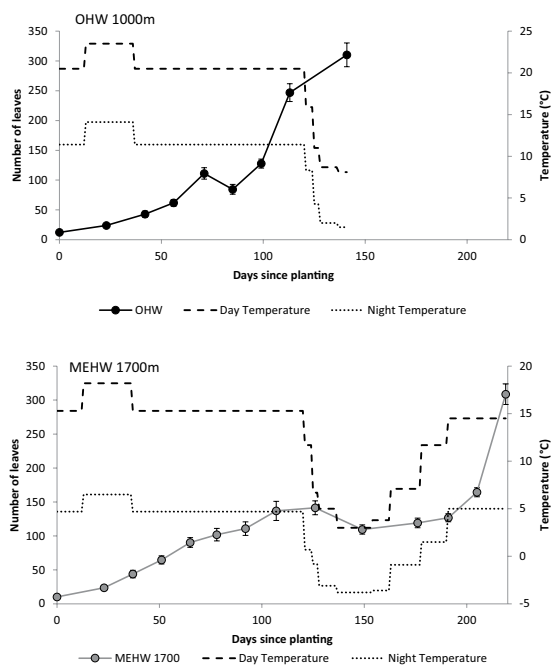 OHW 1000m
350 25
300
20
250
200 15
150 10
100
5
50
0 0
0 50 100 150 200
Number of leaves
Temperature (°C)
Days since planting
OHW Day Temperature Night Temperature
MEHW 1700m
350 20
300
15
250
10
200
150 5
100
0
50
0 -5
0 50 100 150 200
Number of leaves
Temperature (°C)
Days since planting
MEHW 1700 Day Temperature Night Temperature